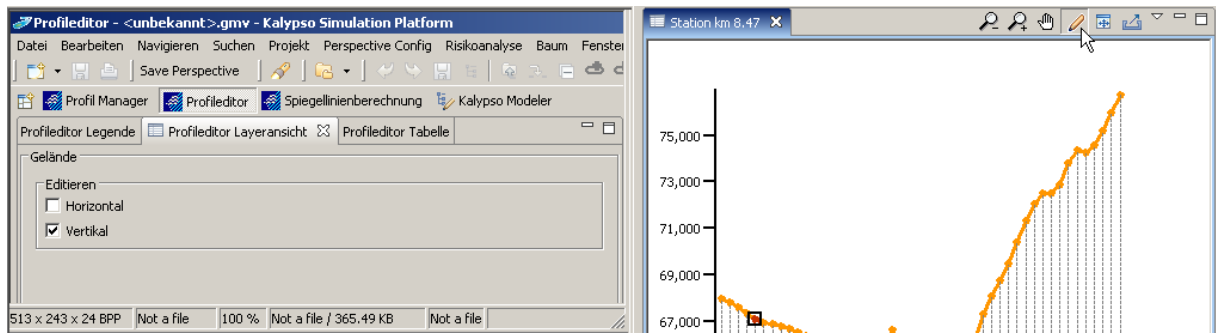 Profileditor - <unbekannt>.gmv - Kalypso Simulation Platform
Datei Bearbeiten Navigieren Suchen Projekt Perspective Config Risikoanalyse Baum Fenster
Save Perspective
Profil Manager Profileditor Spiegellinienberechnung Kalypso Modeler
Profileditor Legende Profileditor Layeransicht Profileditor Tabelle
Gelände
Editieren
Horizontal
Vertikal
513 x 243 x 24 BPP Not a file 100 % Not a file / 365.49 KB Not a file
Station km 8.47
75,000
73,000
71,000
69,000
67,000